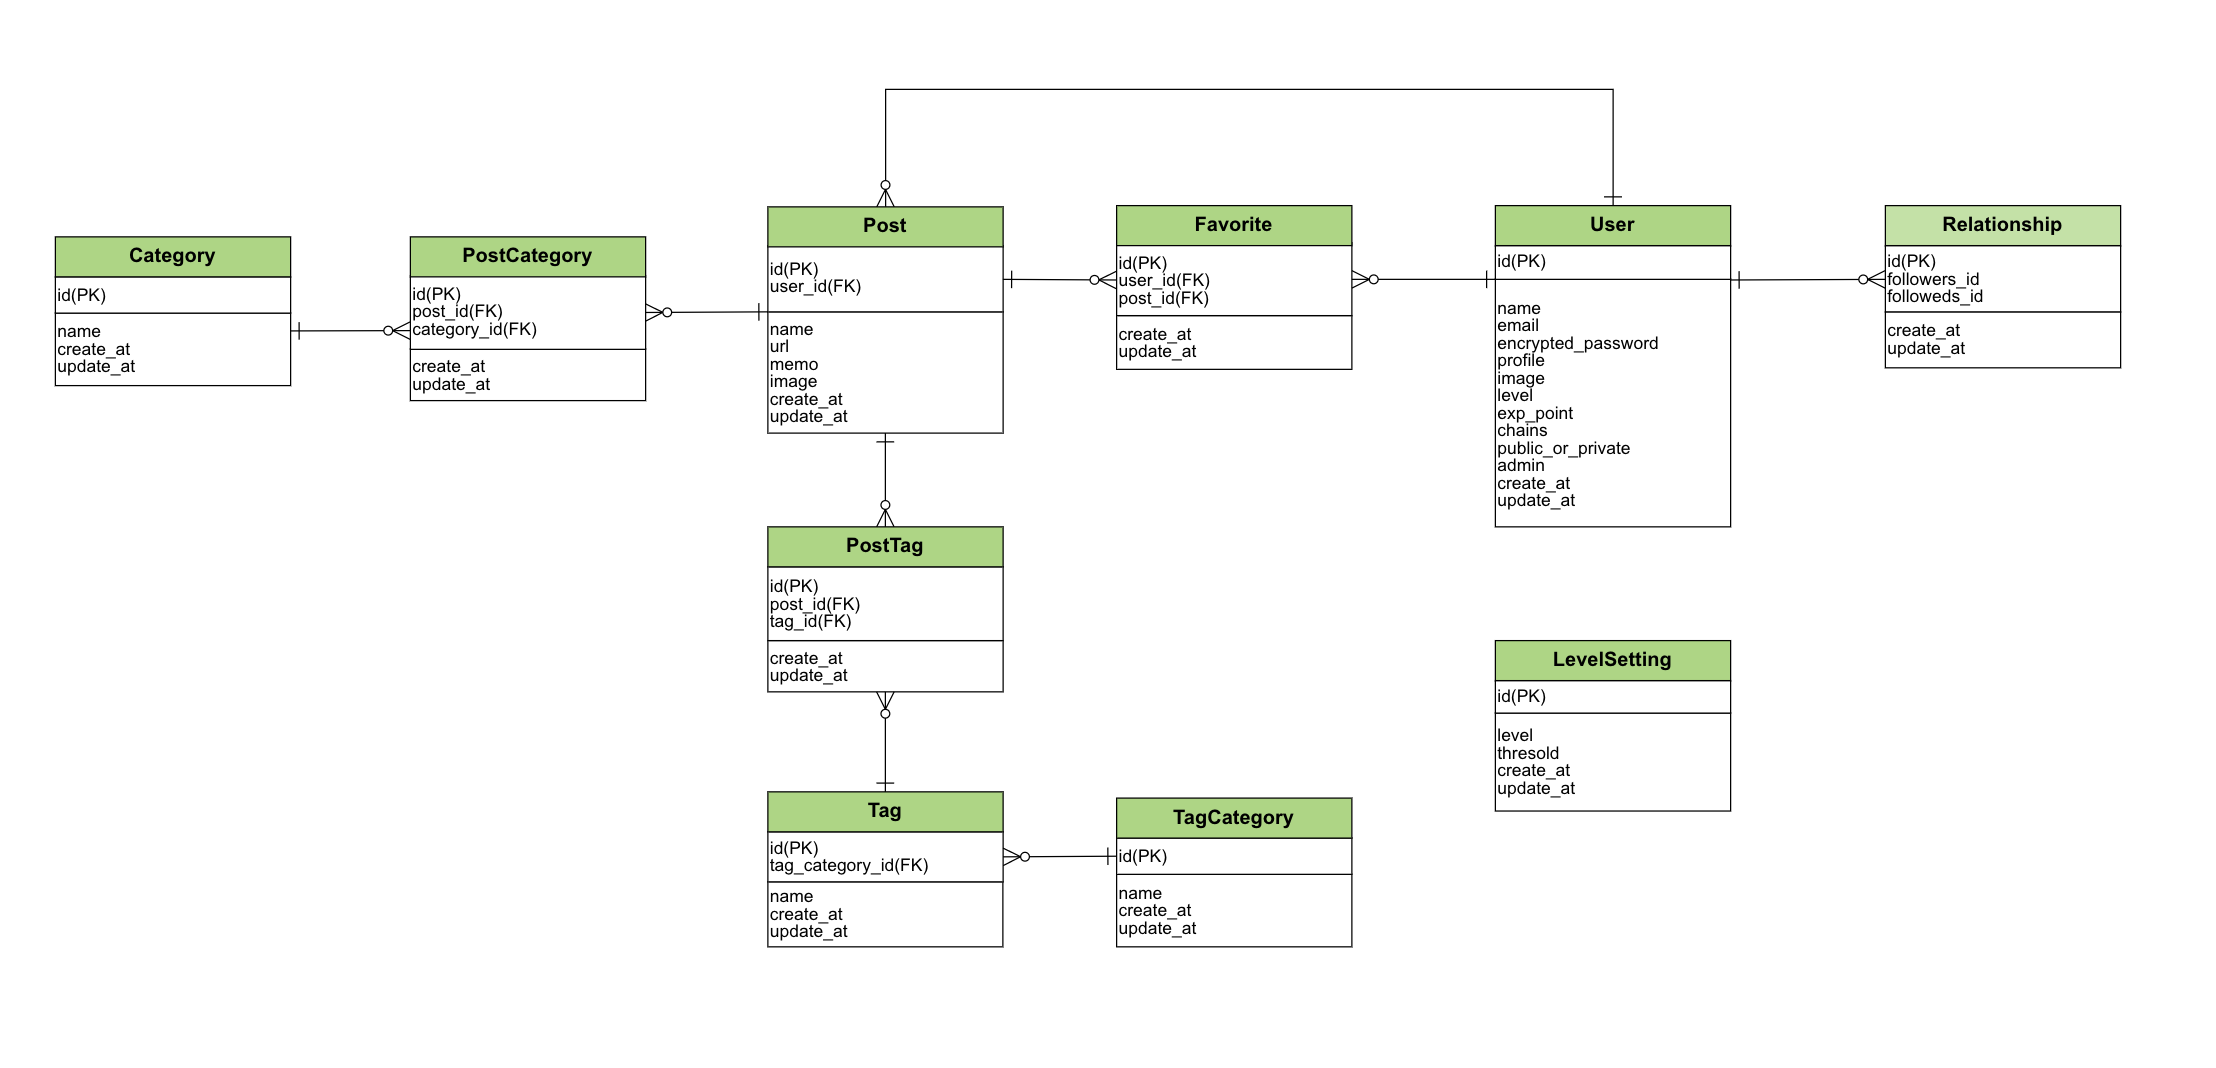 Category
id(PK)
name
create_at
update_at
PostCategory
id(PK)
post_id(FK)
category_id(FK)
create_at
update_at
Post
id(PK)
user_id(FK)
name
url
memo
image
create_at
update_at
Favorite
id(PK)
user_id(FK)
post_id(FK)
create_at
update_at
User
id(PK)
name
email
encrypted_password
profile
image
level
exp_point
chains
public_or_private
admin
create_at
update_at
Relationship
id(PK)
followers_id
followeds_id
create_at
update_at
PostTag
id(PK)
post_id(FK)
tag_id(FK)
create_at
update_at
LevelSetting
id(PK)
level
thresold
create_at
update_at
Tag
id(PK)
tag_category_id(FK)
name
create_at
update_at
TagCategory
id(PK)
name
create_at
update_at